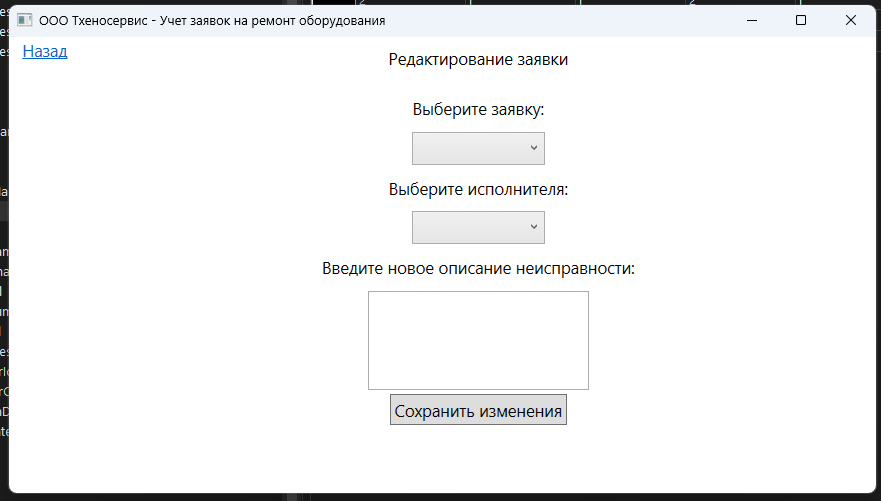 ООО Тхеносервис - Учет заявок на ремонт оборудования
Назад
Редактирование заявки
Выберите заявку:
Выберите исполнителя:
Введите новое описание неисправности:
Сохранить изменения